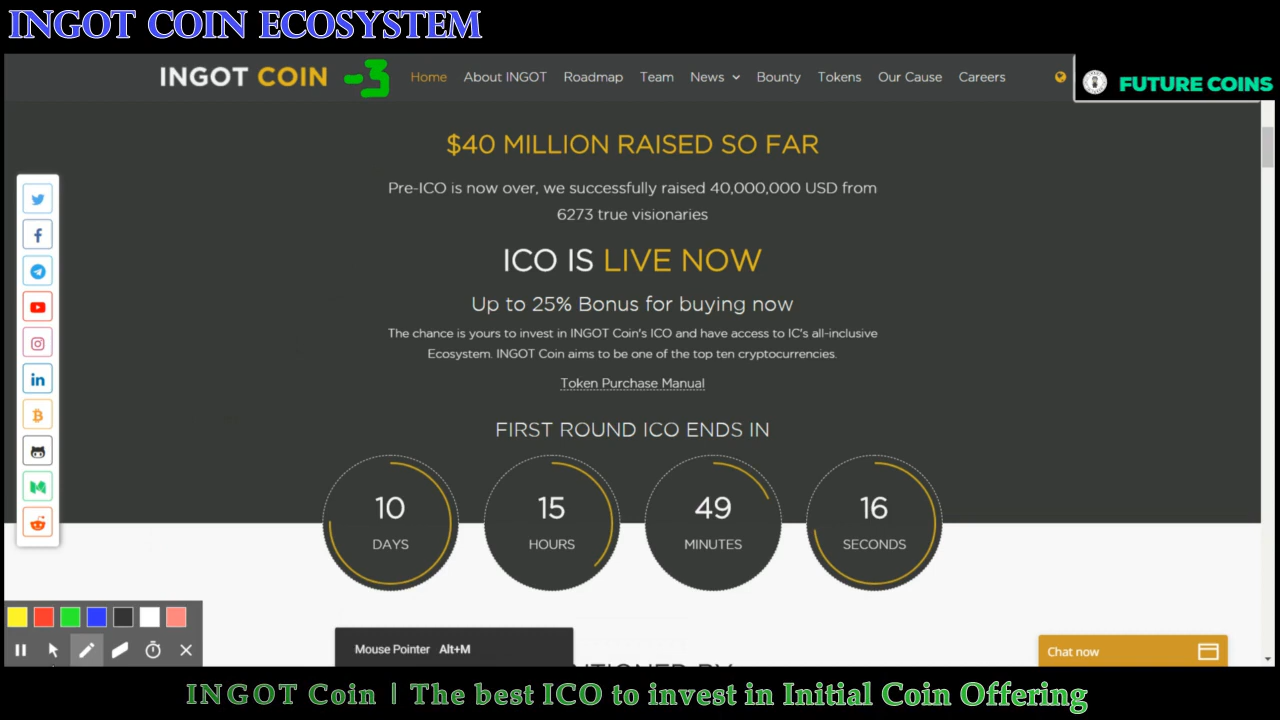 INGOT COIN ECOSYSTEM
INGOT COIN -3 Home About INGOT Roadmap Team News Bounty Tokens Our Cause Careers
FUTURE COINS
$40 MILLION RAISED SO FAR
Pre-ICO is now over, we successfully raised 40,000,000 USD from
6273 true visionaries
ICO IS LIVE NOW
Up to 25% Bonus for buying now
The chance is yours to invest in INGOT Coin's ICO and have access to IC's all-inclusive
Ecosystem. INGOT Coin aims to be one of the top ten cryptocurrencies.
Token Purchase Manual
FIRST ROUND ICO ENDS IN
10 15 49 16
DAYS HOURS MINUTES SECONDS
Mouse Pointer Alt+M
Chat now
INGOT Coin | The best ICO to invest in Initial Coin Offering